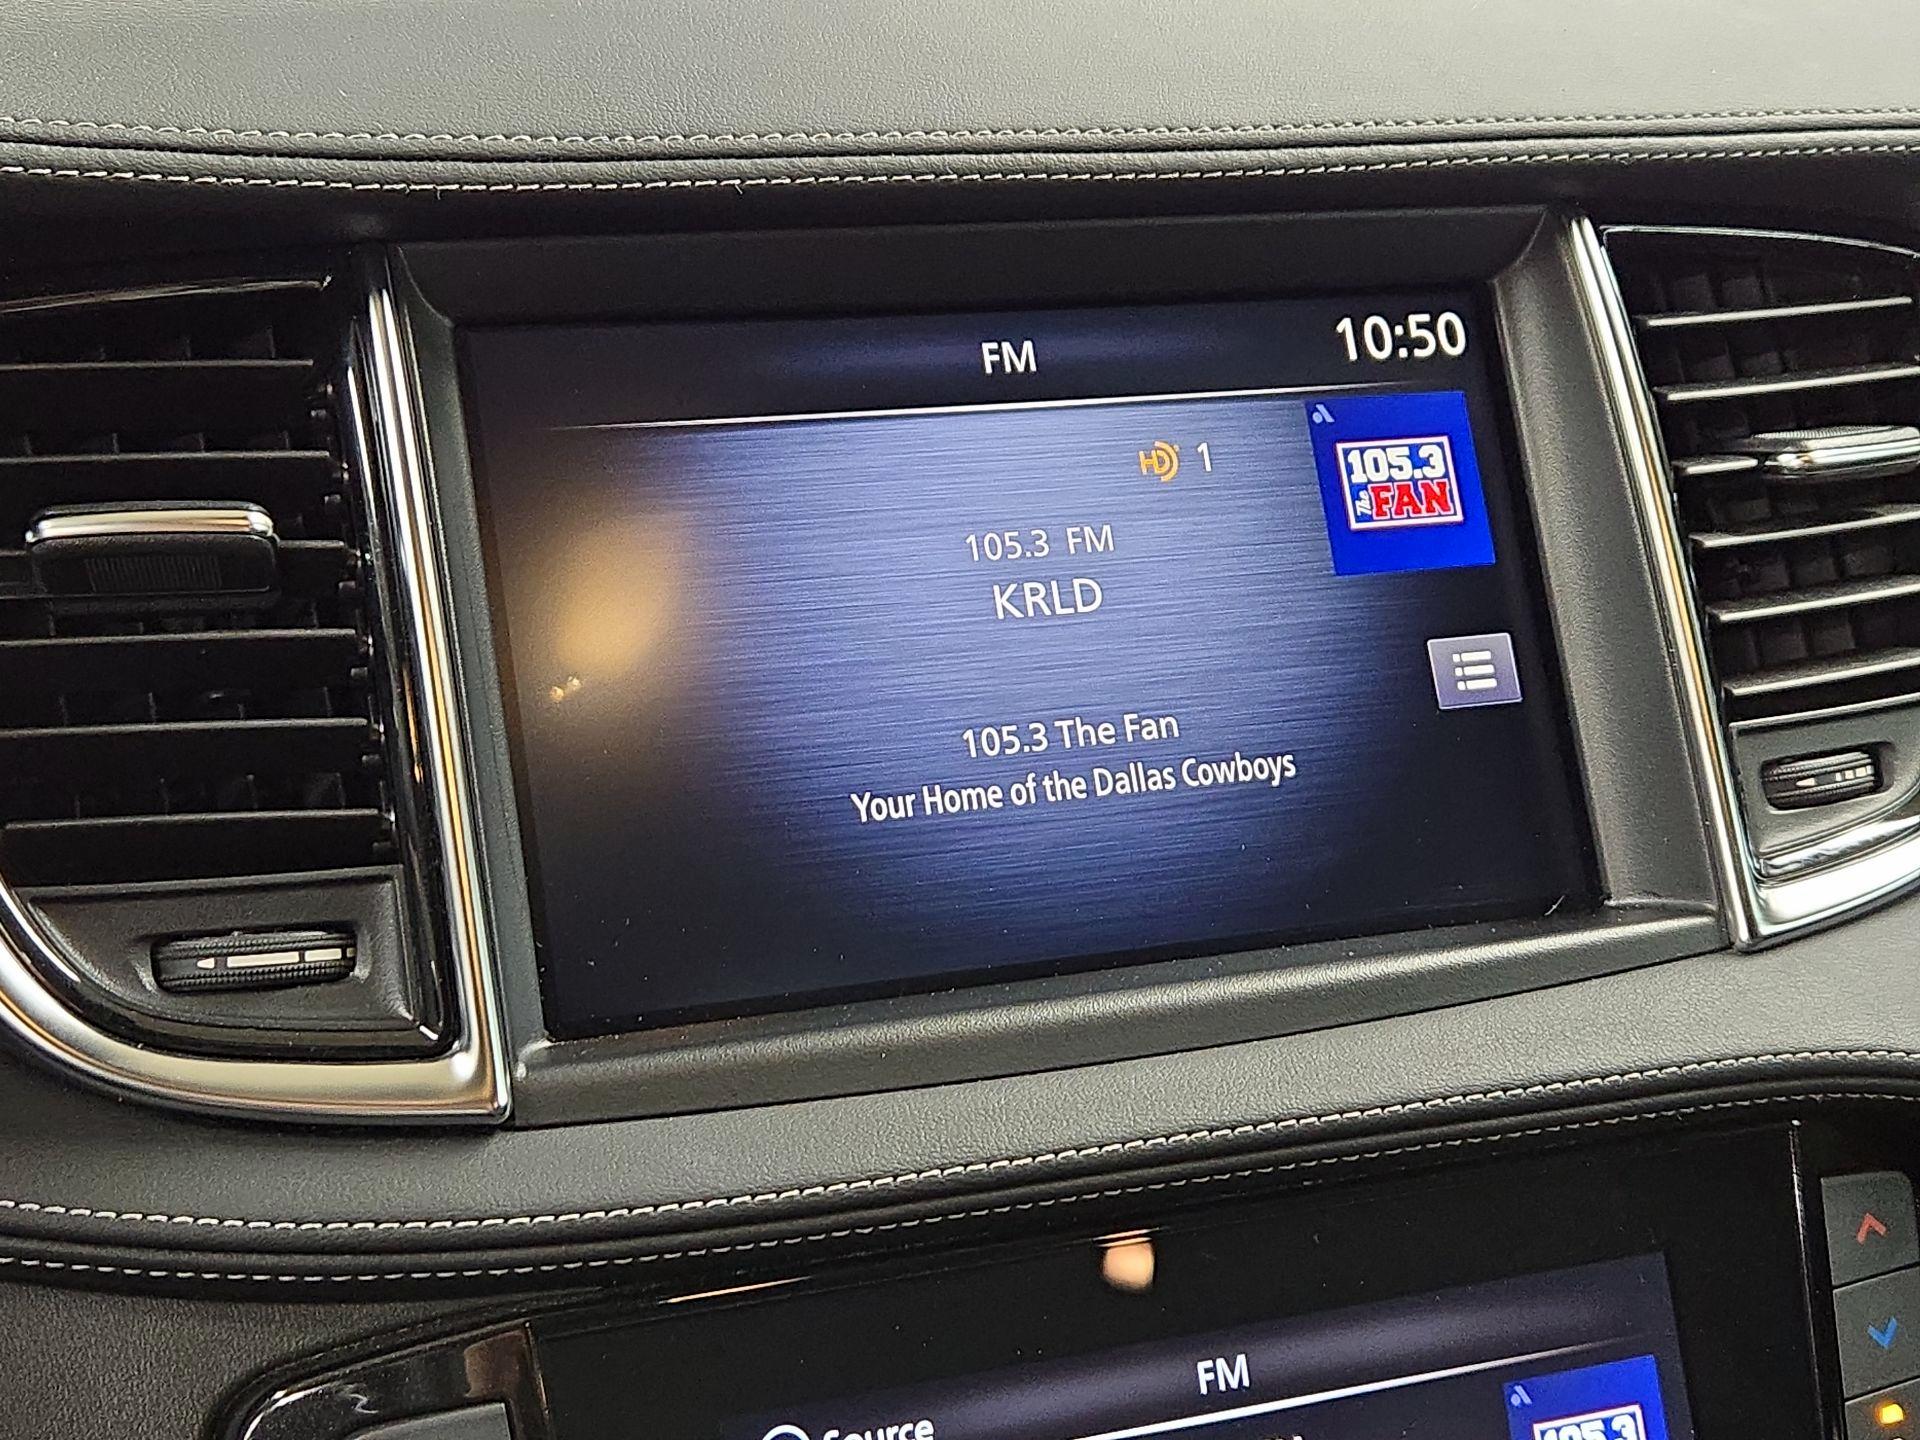 FM
10:50
HD 1
105.3
The FAN
105.3 FM
KRLD
105.3 The Fan
Your Home of the Dallas Cowboys
FM
Source
105.3